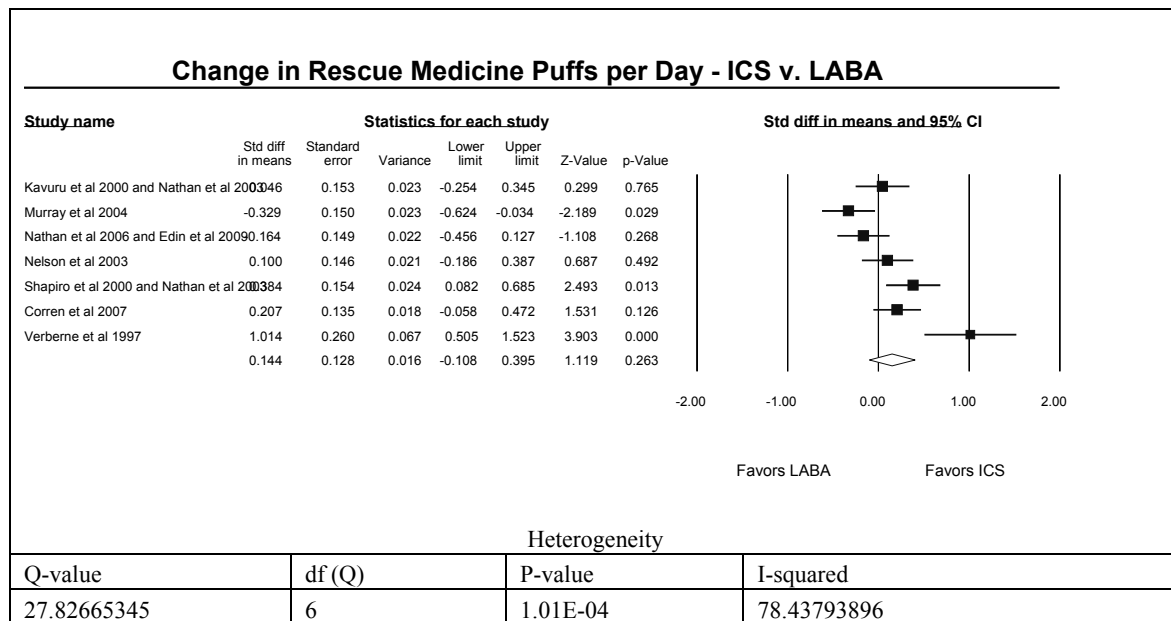 Change in Rescue Medicine Puffs per Day - ICS v. LABA
Study name Statistics for each study Std diff in means and 95% CI
Std diff Standard Lower Upper
in means error Variance limit limit Z-Value p-Value
Kavuru et al 2000 and Nathan et al 2003 0.046 0.153 0.023 -0.254 0.345 0.299 0.765
Murray et al 2004 -0.329 0.150 0.023 -0.624 -0.034 -2.189 0.029
Nathan et al 2006 and Edin et al 2009 -0.164 0.149 0.022 -0.456 0.127 -1.108 0.268
Nelson et al 2003 0.100 0.146 0.021 -0.186 0.387 0.687 0.492
Shapiro et al 2000 and Nathan et al 2003 0.384 0.154 0.024 0.082 0.685 2.493 0.013
Corren et al 2007 0.207 0.135 0.018 -0.058 0.472 1.531 0.126
Verberne et al 1997 1.014 0.260 0.067 0.505 1.523 3.903 0.000
0.144 0.128 0.016 -0.108 0.395 1.119 0.263
-2.00 -1.00 0.00 1.00 2.00
Favors LABA Favors ICS
Heterogeneity
Q-value df (Q) P-value I-squared
27.82665345 6 1.01E-04 78.43793896